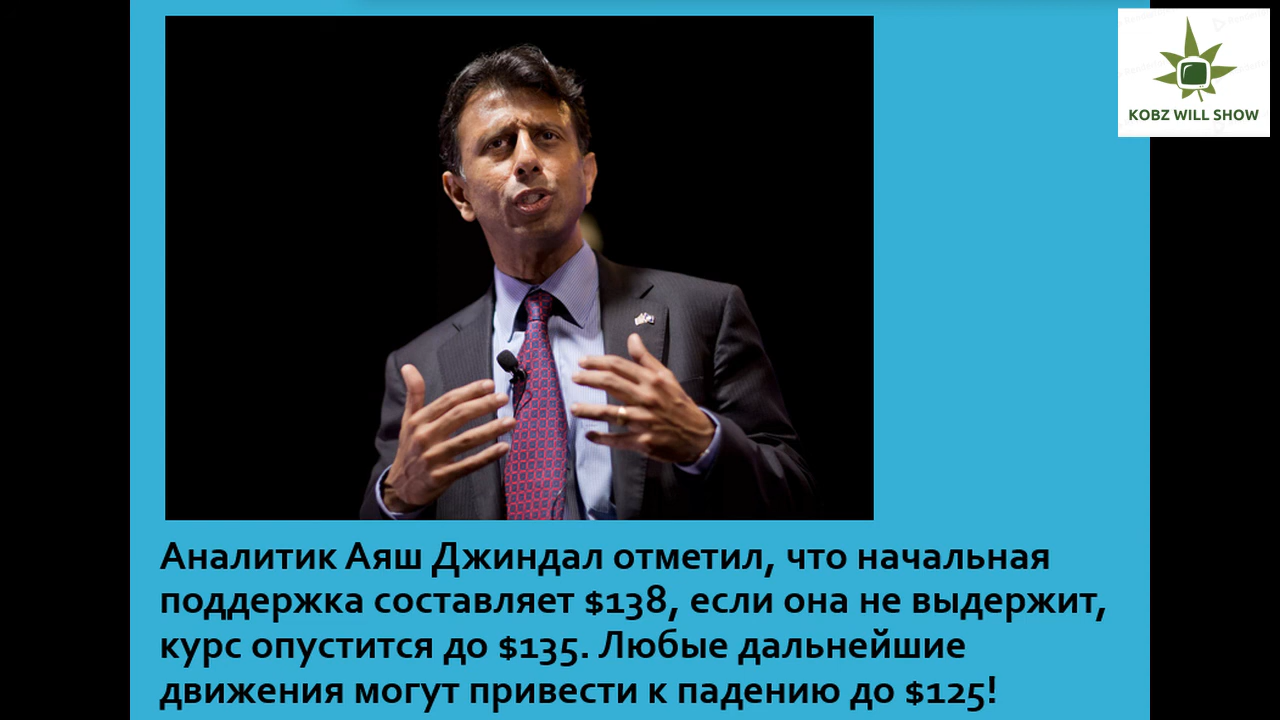 KOBZ WILL SHOW
Аналитик Аяш Джиндал отметил, что начальная
поддержка составляет $138, если она не выдержит,
курс опустится до $135. Любые дальнейшие
движения могут привести к падению до $125!